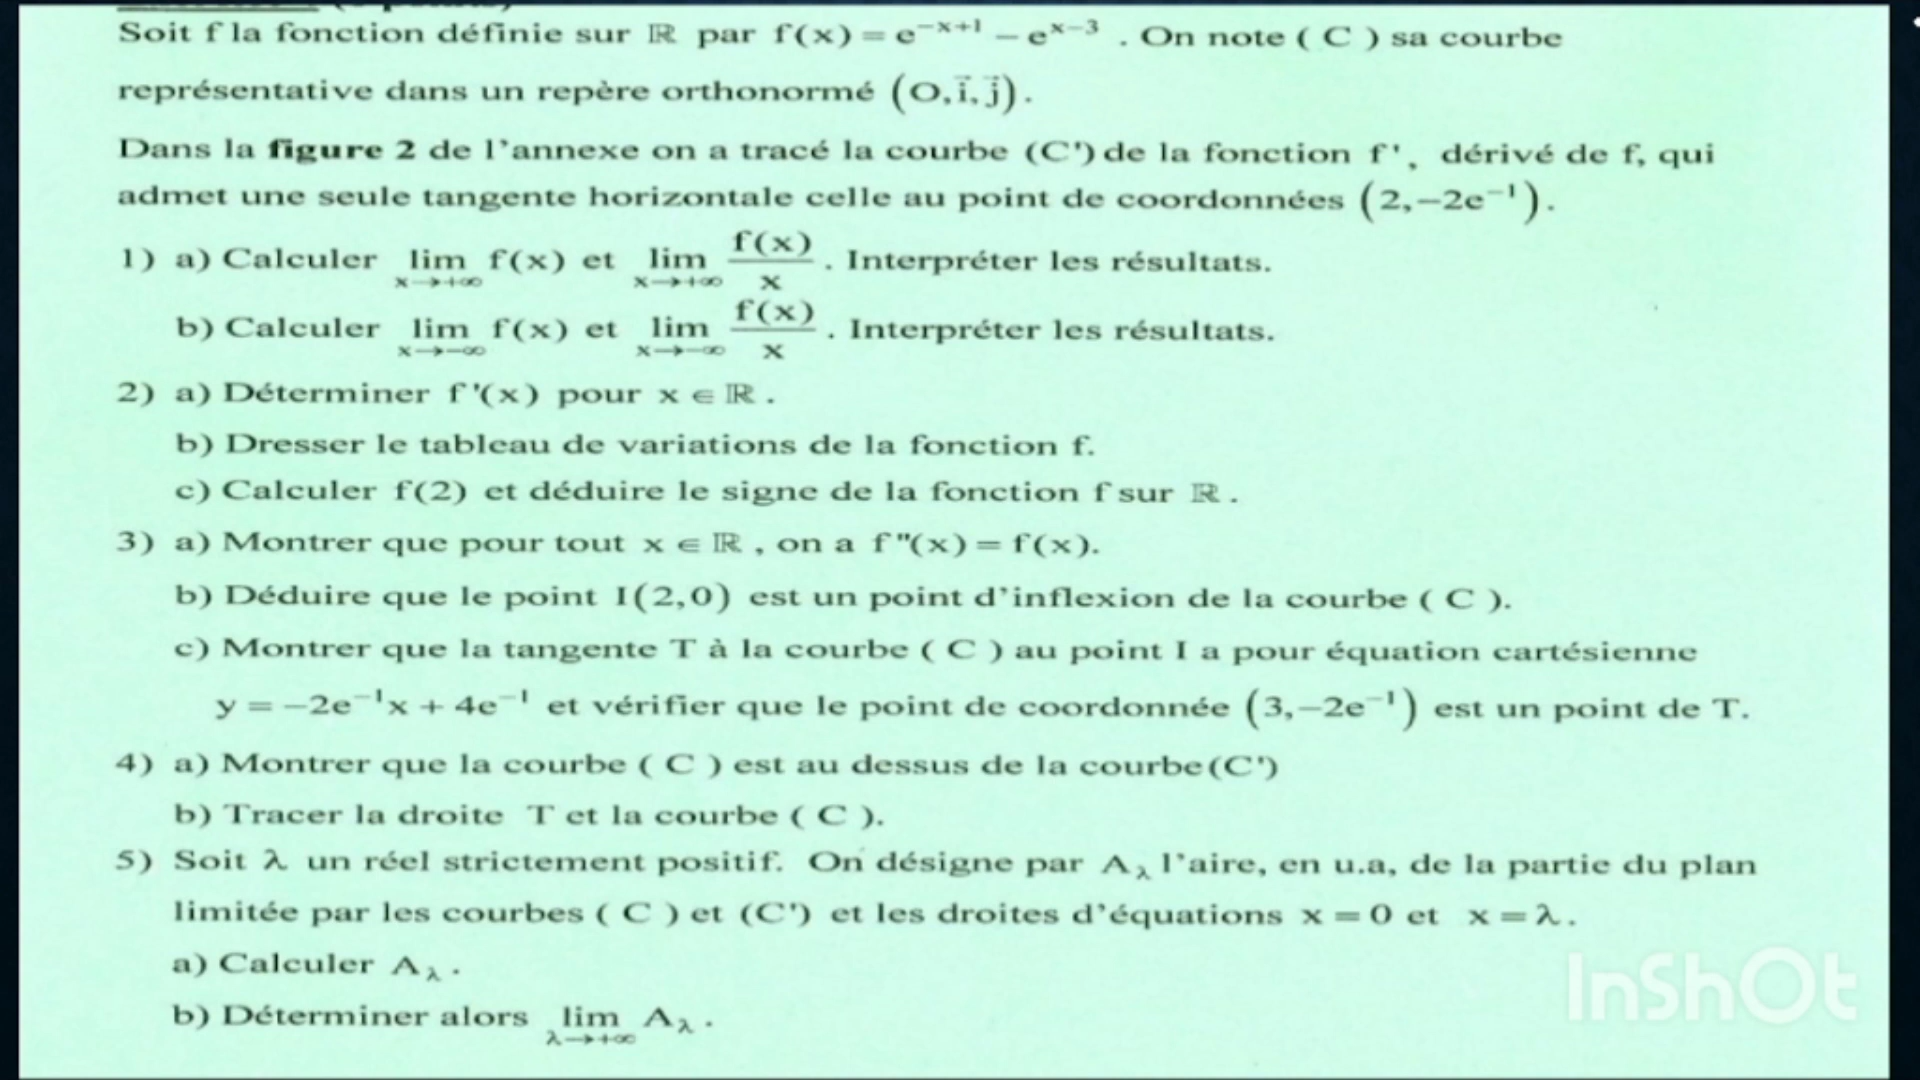 Soit f la fonction définie sur ℝ par f(x) = e^{-x+1} − e^{x-3} . On note ( C ) sa courbe
représentative dans un repère orthonormé (O, i⃗, j⃗).
Dans la figure 2 de l'annexe on a tracé la courbe (C') de la fonction f', dérivé de f, qui
admet une seule tangente horizontale celle au point de coordonnées (2, −2e^{-1}).
1) a) Calculer lim_{x→+∞} f(x) et lim_{x→+∞} f(x)/x . Interpréter les résultats.
b) Calculer lim_{x→−∞} f(x) et lim_{x→−∞} f(x)/x . Interpréter les résultats.
2) a) Déterminer f'(x) pour x ∈ ℝ .
b) Dresser le tableau de variations de la fonction f.
c) Calculer f(2) et déduire le signe de la fonction f sur ℝ .
3) a) Montrer que pour tout x ∈ ℝ , on a f"(x) = f(x).
b) Déduire que le point I(2,0) est un point d'inflexion de la courbe ( C ).
c) Montrer que la tangente T à la courbe ( C ) au point I a pour équation cartésienne
y = −2e^{-1}x + 4e^{-1} et vérifier que le point de coordonnée (3, −2e^{-1}) est un point de T.
4) a) Montrer que la courbe ( C ) est au dessus de la courbe (C')
b) Tracer la droite T et la courbe ( C ).
5) Soit λ un réel strictement positif. On désigne par A_λ l'aire, en u.a, de la partie du plan
limitée par les courbes ( C ) et (C') et les droites d'équations x = 0 et x = λ.
a) Calculer A_λ .
b) Déterminer alors lim_{λ→+∞} A_λ .
InShOt